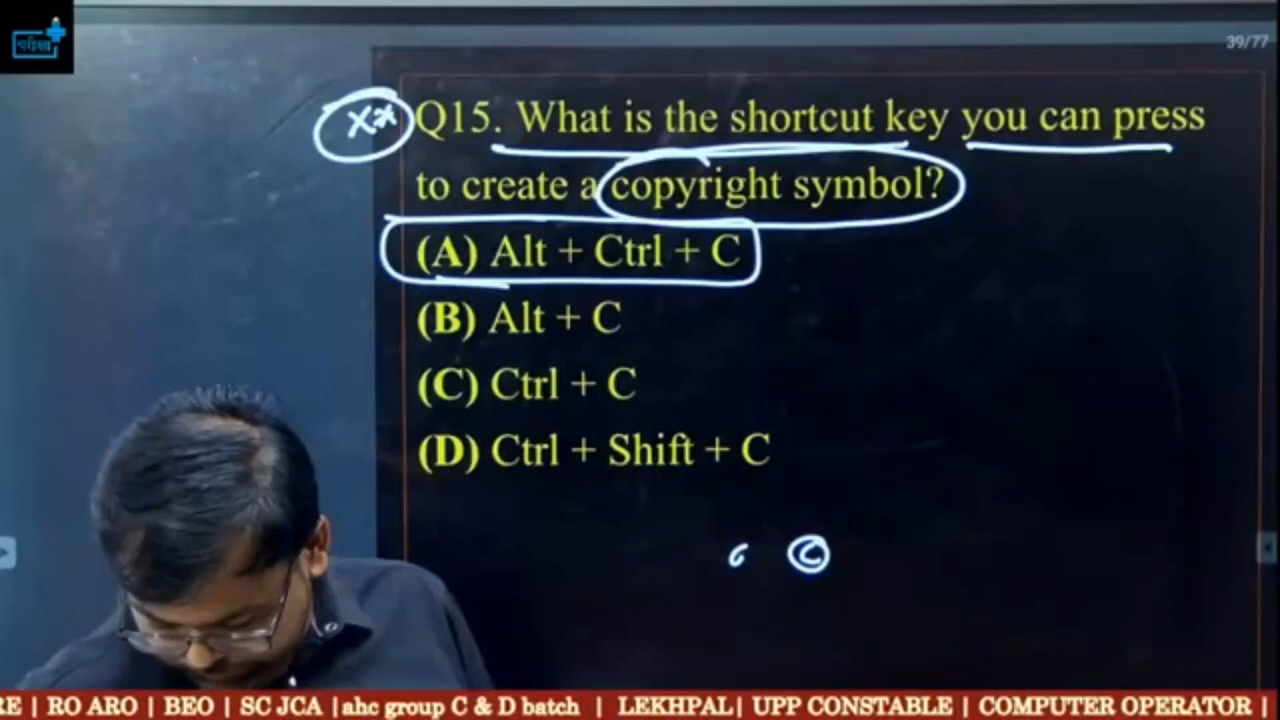 परीक्षा
39/77
X*
Q15. What is the shortcut key you can press
to create a copyright symbol?
(A) Alt + Ctrl + C
(B) Alt + C
(C) Ctrl + C
(D) Ctrl + Shift + C
c ©
RE | RO ARO | BEO | SC JCA |ahc group C & D batch | LEKHPAL| UPP CONSTABLE | COMPUTER OPERATOR |